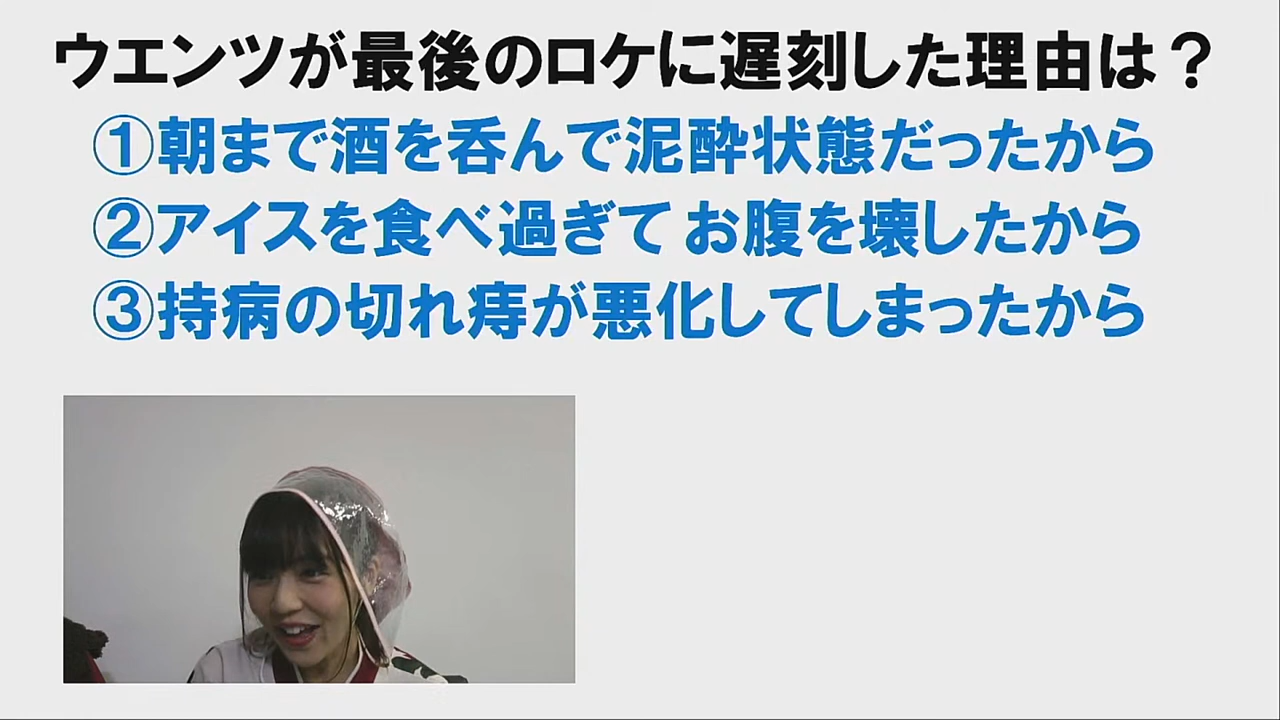 ウエンツが最後のロケに遅刻した理由は？
①朝まで酒を呑んで泥酔状態だったから
②アイスを食べ過ぎてお腹を壊したから
③持病の切れ痔が悪化してしまったから